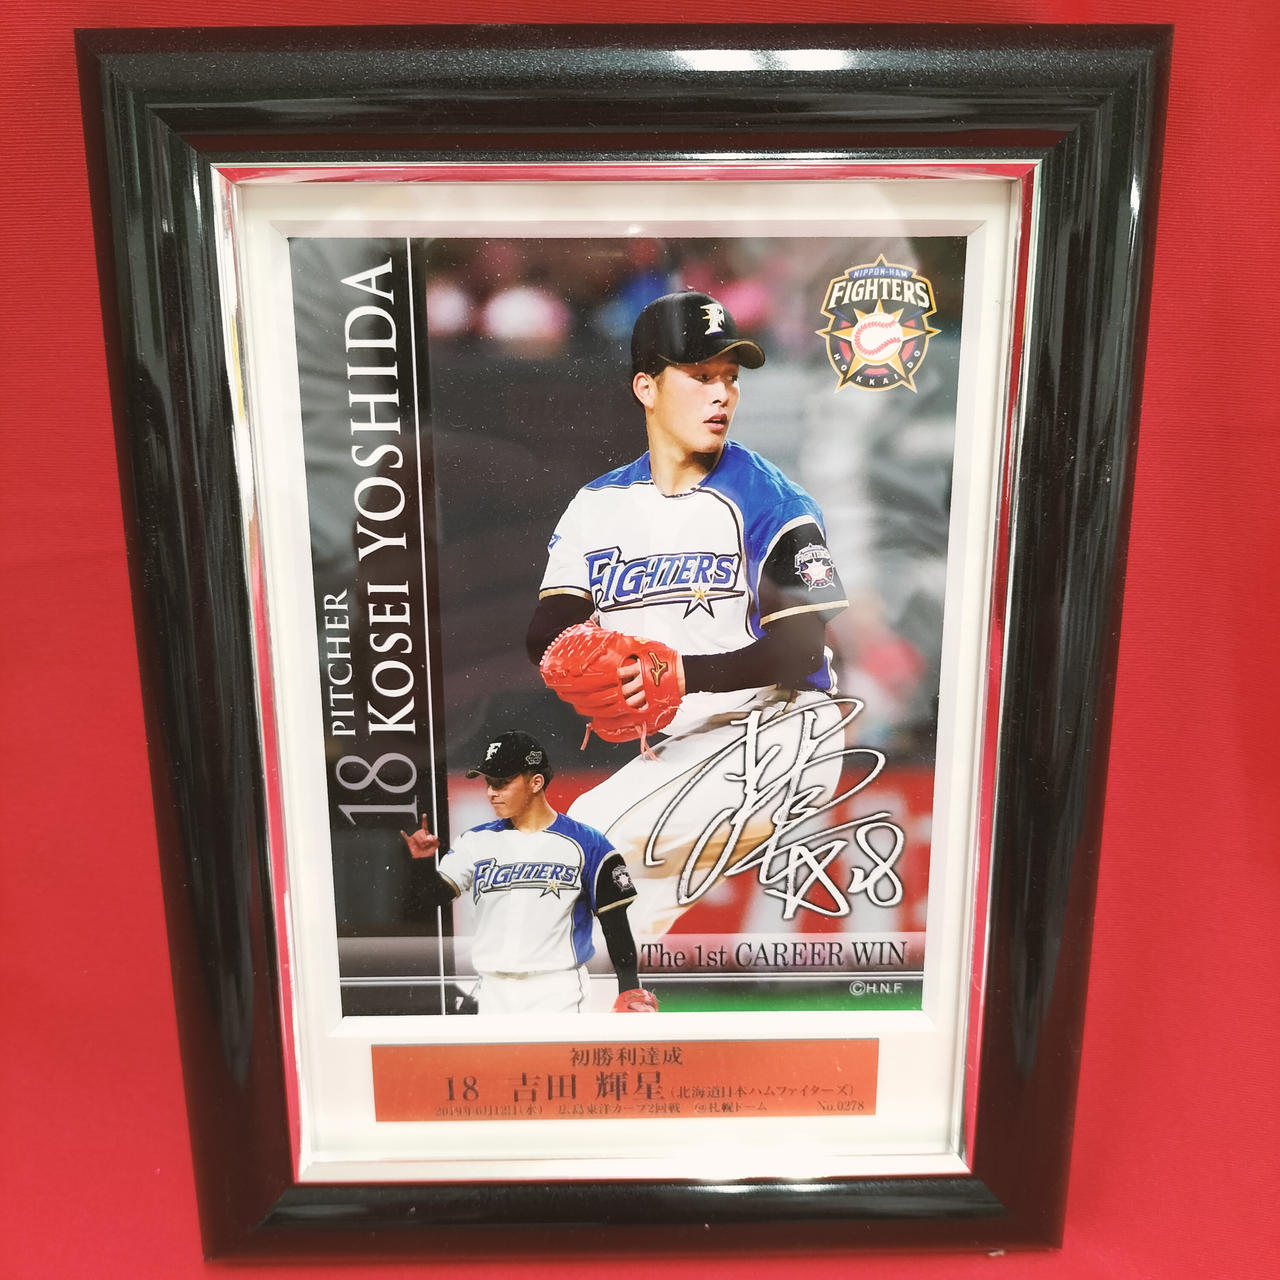 NIPPON-HAM
FIGHTERS
HOKKAIDO
PITCHER
18 KOSEI YOSHIDA
F
FIGHTERS
FIGHTERS
18
F
FIGHTERS
The 1st CAREER WIN
©H.N.F.
初勝利達成
18 吉田 輝星(北海道日本ハムファイターズ)
2019年6月12日(水) 広島東洋カープ2回戦 @札幌ドーム No.0278